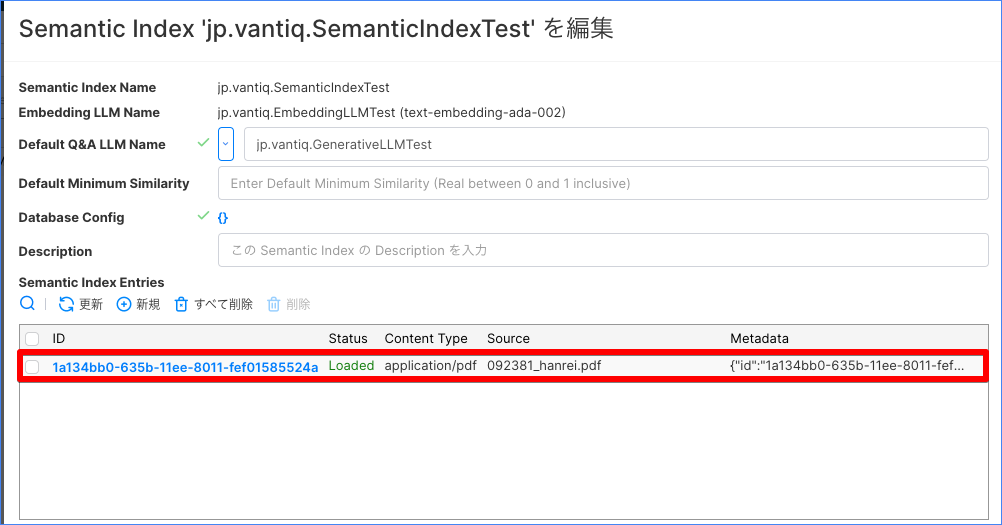 Semantic Index 'jp.vantiq.SemanticIndexTest' を編集
Semantic Index Name jp.vantiq.SemanticIndexTest
Embedding LLM Name jp.vantiq.EmbeddingLLMTest (text-embedding-ada-002)
Default Q&A LLM Name jp.vantiq.GenerativeLLMTest
Default Minimum Similarity Enter Default Minimum Similarity (Real between 0 and 1 inclusive)
Database Config {}
Description この Semantic Index の Description を入力
Semantic Index Entries
更新 新規 すべて削除 削除
ID Status Content Type Source Metadata
1a134bb0-635b-11ee-8011-fef01585524a Loaded application/pdf 092381_hanrei.pdf {"id":"1a134bb0-635b-11ee-8011-fef...